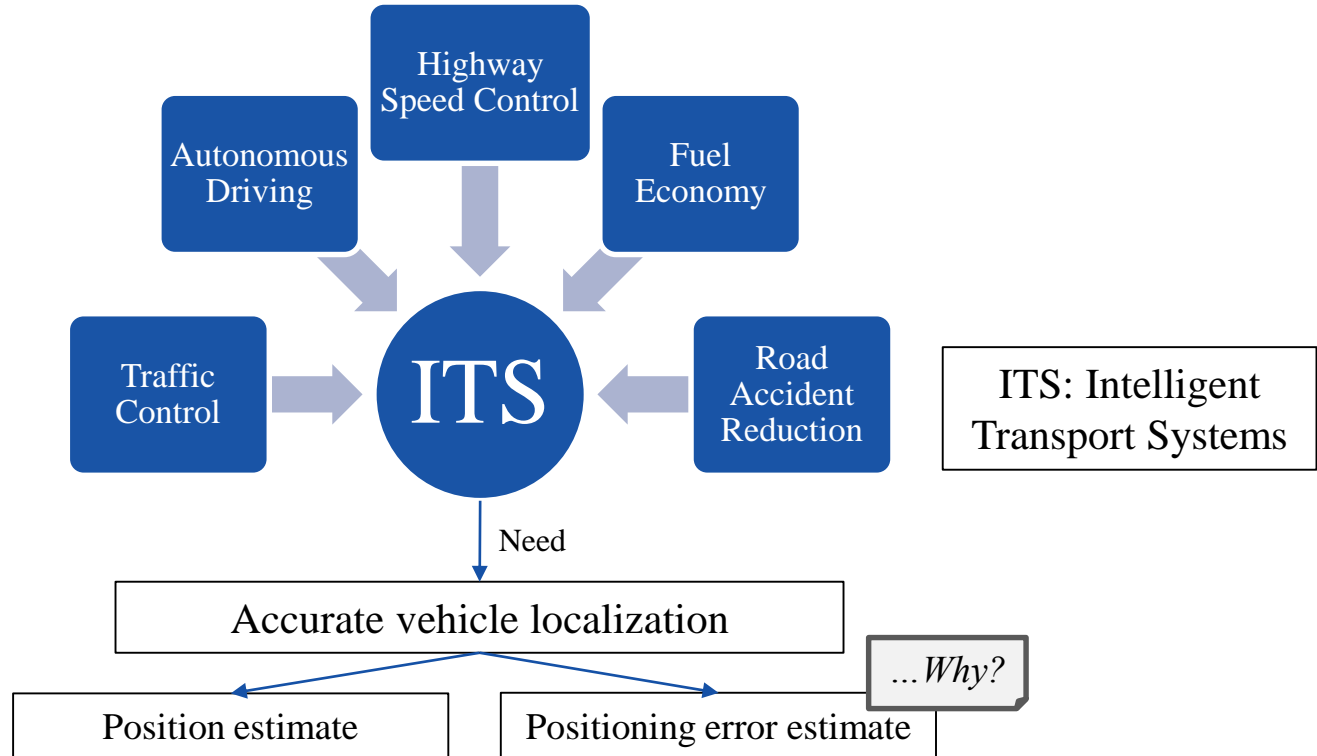 Highway
Speed Control
Autonomous
Driving
Fuel
Economy
Traffic
Control
ITS
Road
Accident
Reduction
ITS: Intelligent
Transport Systems
Need
Accurate vehicle localization
...Why?
Position estimate
Positioning error estimate